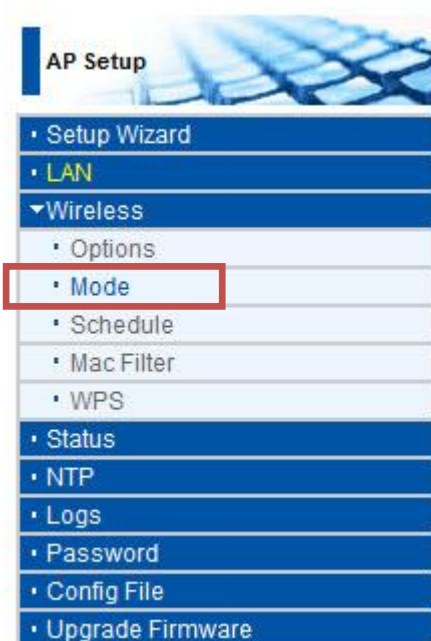 AP Setup
Setup Wizard
LAN
Wireless
Options
Mode
Schedule
Mac Filter
WPS
Status
NTP
Logs
Password
Config File
Upgrade Firmware